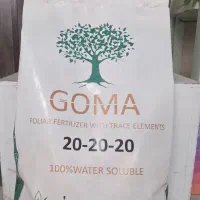 GOMA
FOLIAR FERTILIZER WITH TRACE ELEMENTS
20-20-20
100%WATER SOLUBLE